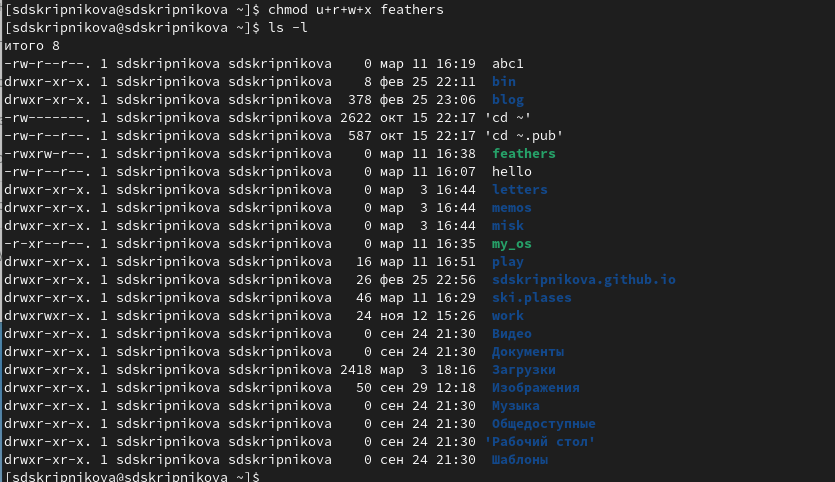 [sdskripnikova@sdskripnikova ~]$ chmod u+r+w+x feathers
[sdskripnikova@sdskripnikova ~]$ ls -l
итого 8
-rw-r--r--. 1 sdskripnikova sdskripnikova    0 мар 11 16:19  abc1
drwxr-xr-x. 1 sdskripnikova sdskripnikova    8 фев 25 22:11  bin
drwxr-xr-x. 1 sdskripnikova sdskripnikova  378 фев 25 23:06  blog
-rw-------. 1 sdskripnikova sdskripnikova 2622 окт 15 22:17 'cd ~'
-rw-r--r--. 1 sdskripnikova sdskripnikova  587 окт 15 22:17 'cd ~.pub'
-rwxrw-r--. 1 sdskripnikova sdskripnikova    0 мар 11 16:38  feathers
-rw-r--r--. 1 sdskripnikova sdskripnikova    0 мар 11 16:07  hello
drwxr-xr-x. 1 sdskripnikova sdskripnikova    0 мар  3 16:44  letters
drwxr-xr-x. 1 sdskripnikova sdskripnikova    0 мар  3 16:44  memos
drwxr-xr-x. 1 sdskripnikova sdskripnikova    0 мар  3 16:44  misk
-r-xr--r--. 1 sdskripnikova sdskripnikova    0 мар 11 16:35  my_os
drwxr-xr-x. 1 sdskripnikova sdskripnikova   16 мар 11 16:51  play
drwxr-xr-x. 1 sdskripnikova sdskripnikova   26 фев 25 22:56  sdskripnikova.github.io
drwxr-xr-x. 1 sdskripnikova sdskripnikova   46 мар 11 16:29  ski.plases
drwxrwxr-x. 1 sdskripnikova sdskripnikova   24 ноя 12 15:26  work
drwxr-xr-x. 1 sdskripnikova sdskripnikova    0 сен 24 21:30  Видео
drwxr-xr-x. 1 sdskripnikova sdskripnikova    0 сен 24 21:30  Документы
drwxr-xr-x. 1 sdskripnikova sdskripnikova 2418 мар  3 18:16  Загрузки
drwxr-xr-x. 1 sdskripnikova sdskripnikova   50 сен 29 12:18  Изображения
drwxr-xr-x. 1 sdskripnikova sdskripnikova    0 сен 24 21:30  Музыка
drwxr-xr-x. 1 sdskripnikova sdskripnikova    0 сен 24 21:30  Общедоступные
drwxr-xr-x. 1 sdskripnikova sdskripnikova    0 сен 24 21:30 'Рабочий стол'
drwxr-xr-x. 1 sdskripnikova sdskripnikova    0 сен 24 21:30  Шаблоны
[sdskripnikova@sdskripnikova ~]$